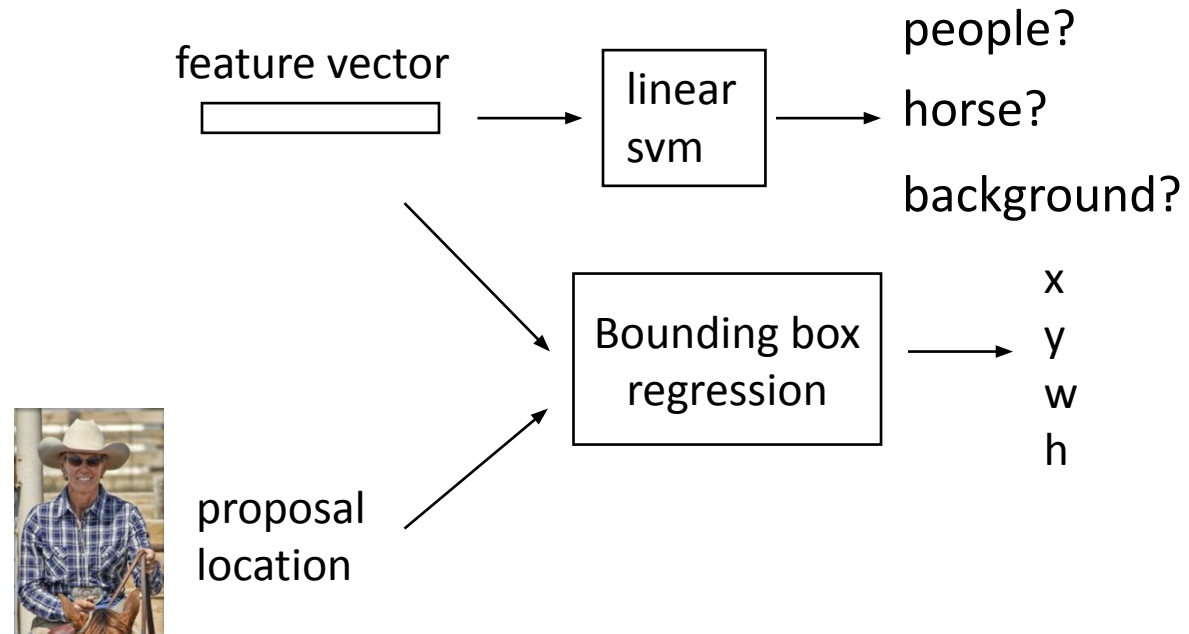 feature vector
linear
svm
people?
horse?
background?
Bounding box
regression
x
y
w
h
proposal
location